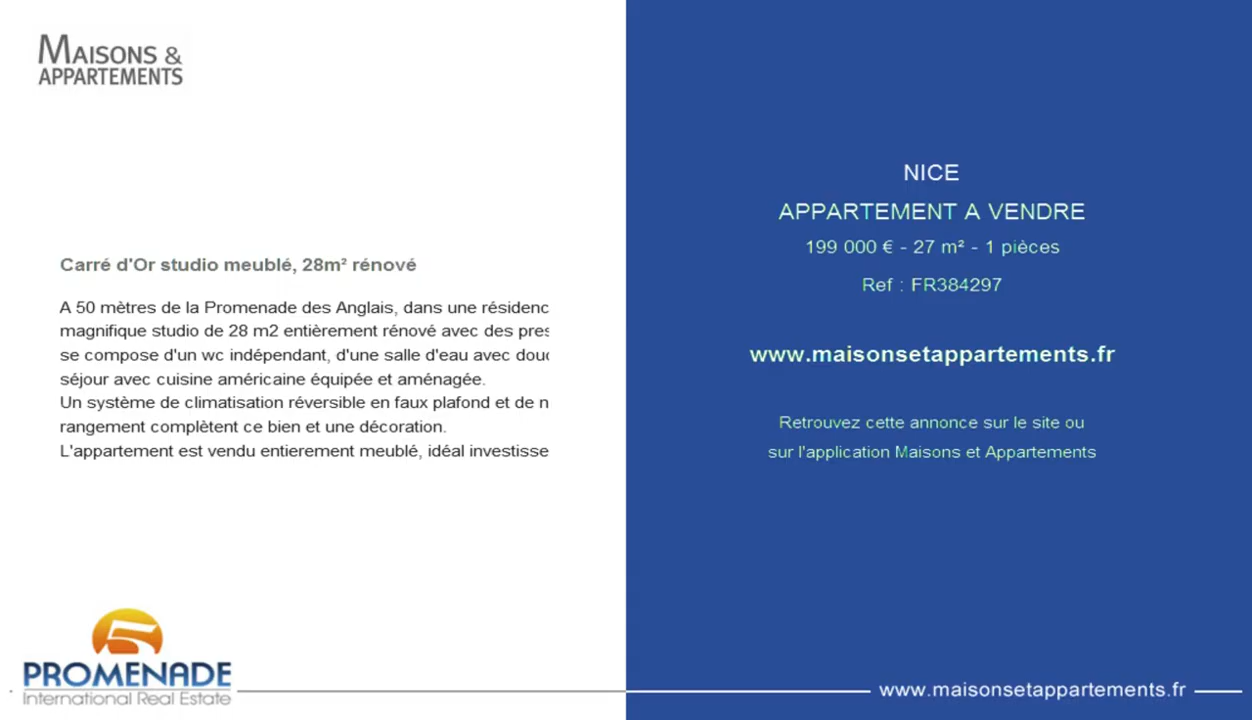 MAISONS &
APPARTEMENTS
Carré d'Or studio meublé, 28m² rénové
A 50 mètres de la Promenade des Anglais, dans une résidenc
magnifique studio de 28 m2 entièrement rénové avec des pres
se compose d'un wc indépendant, d'une salle d'eau avec douc
séjour avec cuisine américaine équipée et aménagée.
Un système de climatisation réversible en faux plafond et de n
rangement complètent ce bien et une décoration.
L'appartement est vendu entierement meublé, idéal investisse
5
PROMENADE
International Real Estate
NICE
APPARTEMENT A VENDRE
199 000 € - 27 m² - 1 pièces
Ref : FR384297
www.maisonsetappartements.fr
Retrouvez cette annonce sur le site ou
sur l'application Maisons et Appartements
www.maisonsetappartements.fr